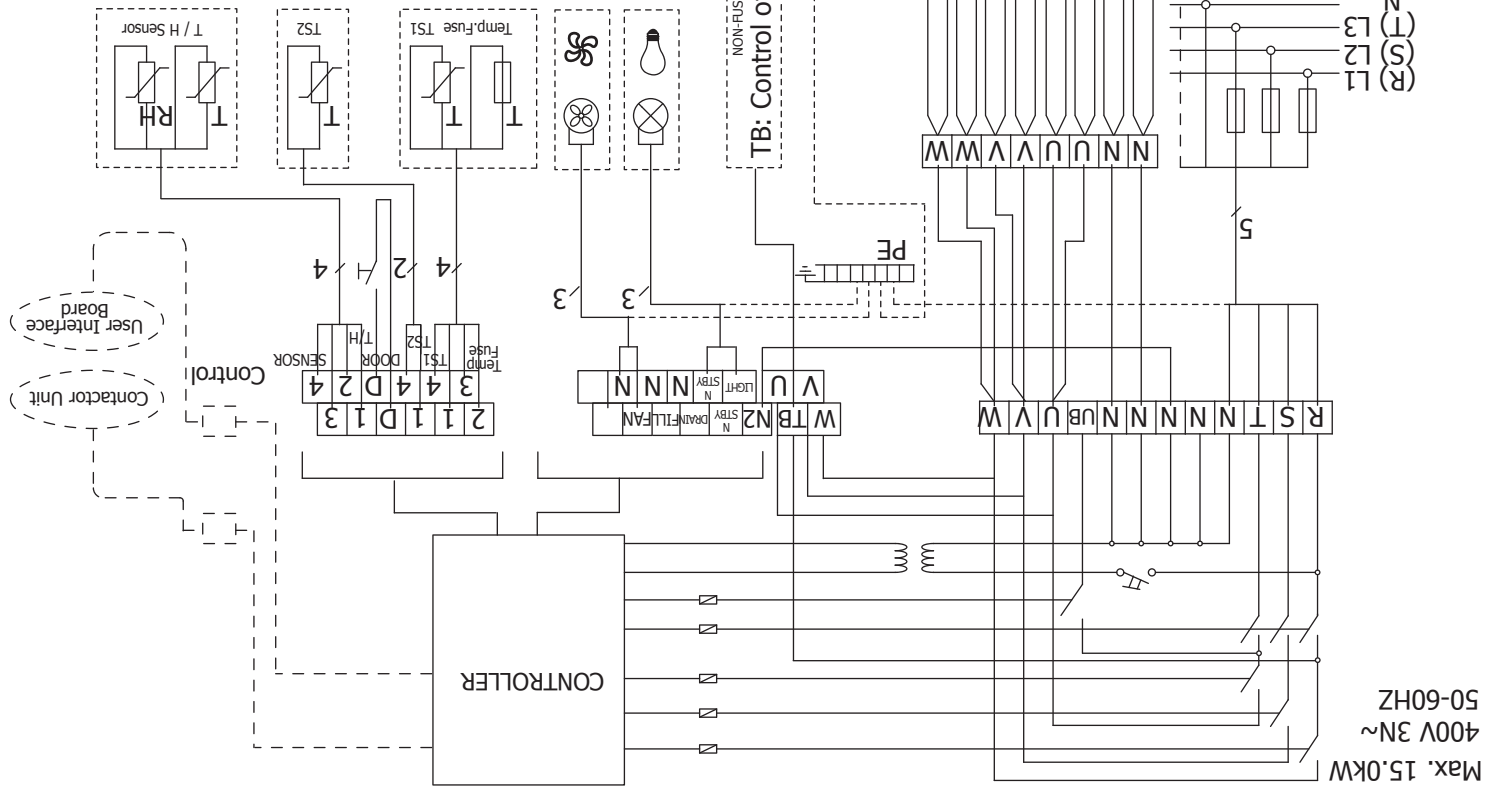 Max. 15.0kW
400V 3N~
50-60HZ
CONTROLLER
R S T N N N N N UB U V W
W TB N2 N STBY DRAIN FILL FAN
V U LIGHT N STBY N N N
2 1 1 D 1 3
3 4 4 D 2 4
Temp
Fuse
TS1
TS2
DOOR
T/H
SENSOR
Contactor Unit
Control
User Interface
Board
5
PE
3
3
4
2
4
N N U U V V W W
(R) L1
(S) L2
(T) L3
N
TB: Control o
NON-FUS
T
T
Temp.Fuse TS1
T
TS2
T
RH
T / H Sensor